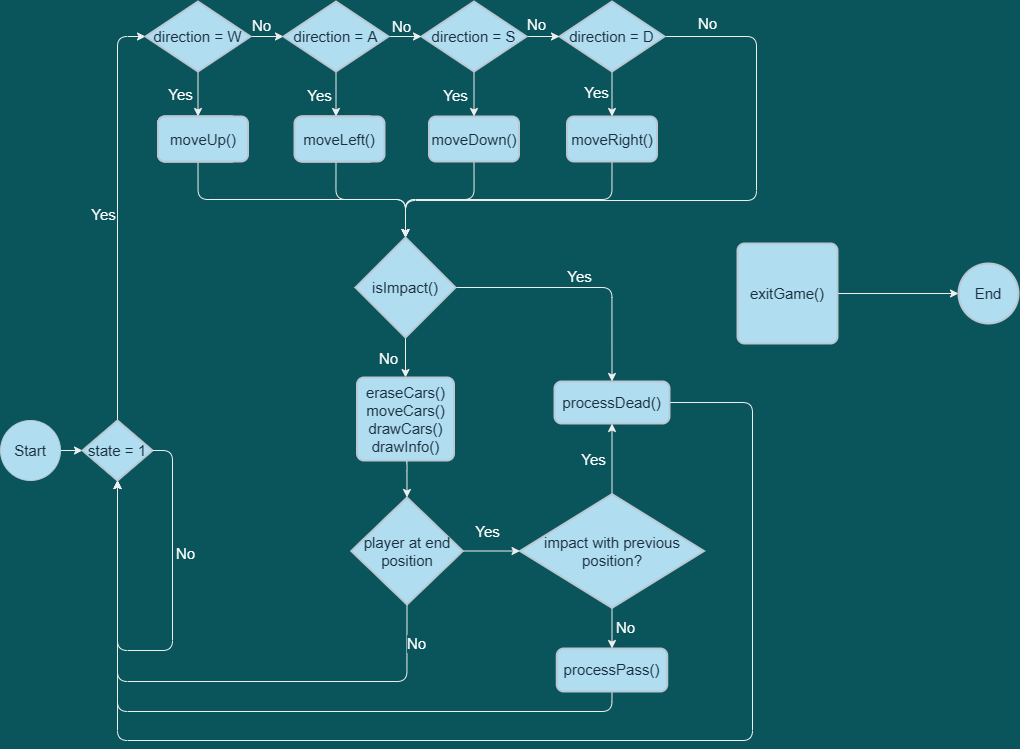 direction = W
No
direction = A
No
direction = S
No
direction = D
No
Yes
Yes
Yes
Yes
moveUp()
moveLeft()
moveDown()
moveRight()
Yes
isImpact()
Yes
exitGame()
End
No
eraseCars()
moveCars()
drawCars()
drawInfo()
processDead()
Start
state = 1
Yes
player at end
position
Yes
impact with previous
position?
No
No
No
processPass()